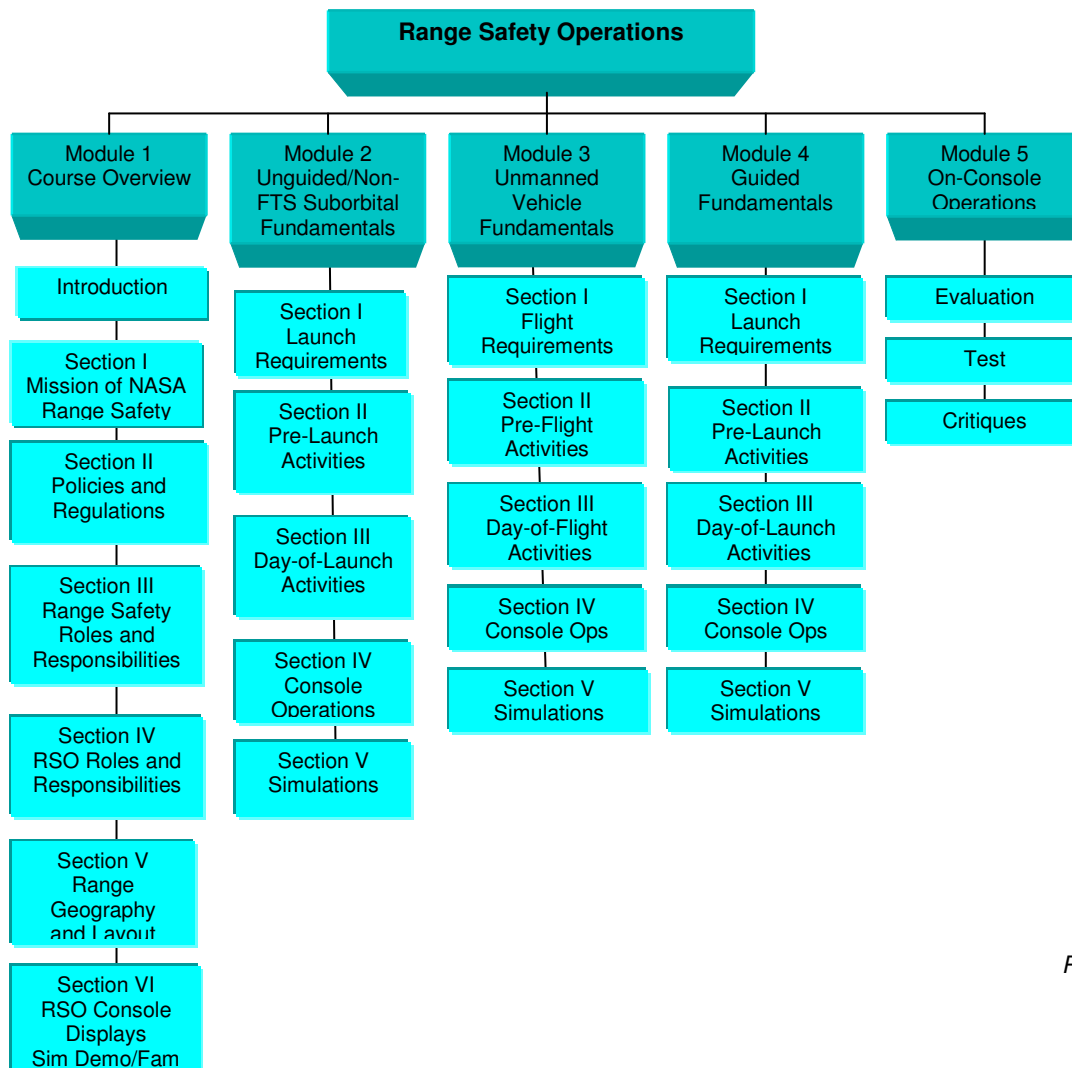 Range Safety Operations
Module 1
Course Overview
Introduction
Section I
Mission of NASA
Range Safety
Section II
Policies and
Regulations
Section III
Range Safety
Roles and
Responsibilities
Section IV
RSO Roles and
Responsibilities
Section V
Range
Geography
and Layout
Section VI
RSO Console
Displays
Sim Demo/Fam
Module 2
Unguided/Non-
FTS Suborbital
Fundamentals
Section I
Launch
Requirements
Section II
Pre-Launch
Activities
Section III
Day-of-Launch
Activities
Section IV
Console
Operations
Section V
Simulations
Module 3
Unmanned
Vehicle
Fundamentals
Section I
Flight
Requirements
Section II
Pre-Flight
Activities
Section III
Day-of-Flight
Activities
Section IV
Console Ops
Section V
Simulations
Module 4
Guided
Fundamentals
Section I
Launch
Requirements
Section II
Pre-Launch
Activities
Section III
Day-of-Launch
Activities
Section IV
Console Ops
Section V
Simulations
Module 5
On-Console
Operations
Evaluation
Test
Critiques